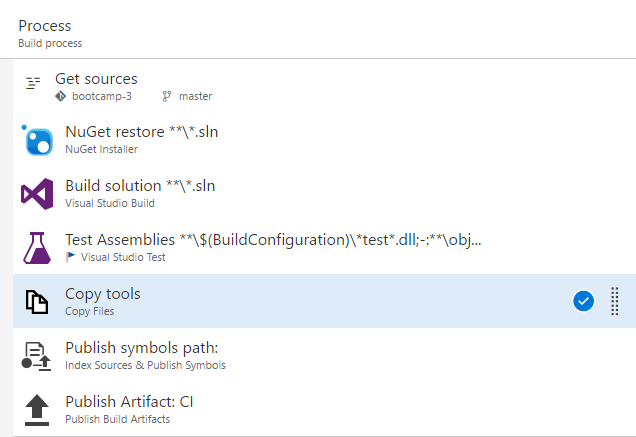 Process
Build process
Get sources
bootcamp-3 master
NuGet restore **\*.sln
NuGet Installer
Build solution **\*.sln
Visual Studio Build
Test Assemblies **\$(BuildConfiguration)\*test*.dll;-:**\obj...
Visual Studio Test
Copy tools
Copy Files
Publish symbols path:
Index Sources & Publish Symbols
Publish Artifact: CI
Publish Build Artifacts